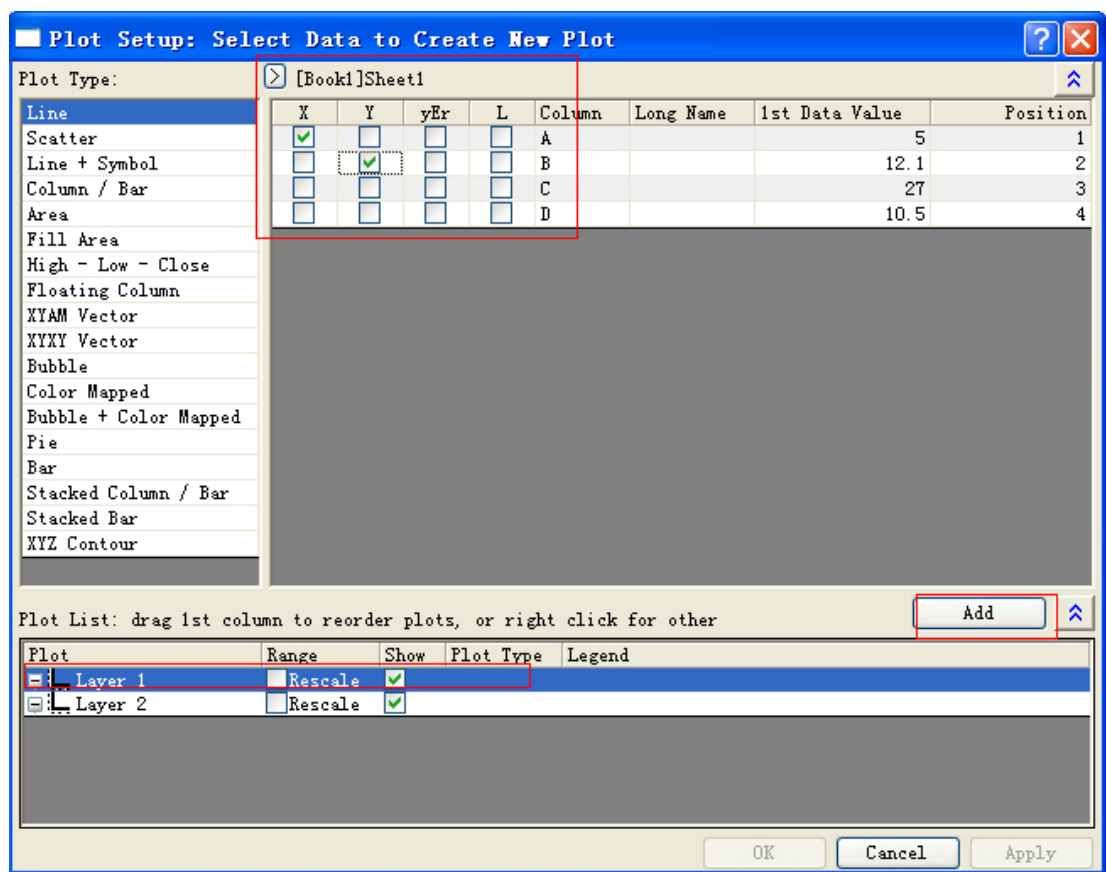 Plot Setup: Select Data to Create New Plot
Plot Type:
[Book1]Sheet1
Line
Scatter
Line + Symbol
Column / Bar
Area
Fill Area
High - Low - Close
Floating Column
XYAM Vector
XYXY Vector
Bubble
Color Mapped
Bubble + Color Mapped
Pie
Bar
Stacked Column / Bar
Stacked Bar
XYZ Contour
X Y yEr L Column Long Name 1st Data Value Position
A 5 1
B 12.1 2
C 27 3
D 10.5 4
Plot List: drag 1st column to reorder plots, or right click for other
Add
Plot Range Show Plot Type Legend
Layer 1 Rescale
Layer 2 Rescale
OK Cancel Apply